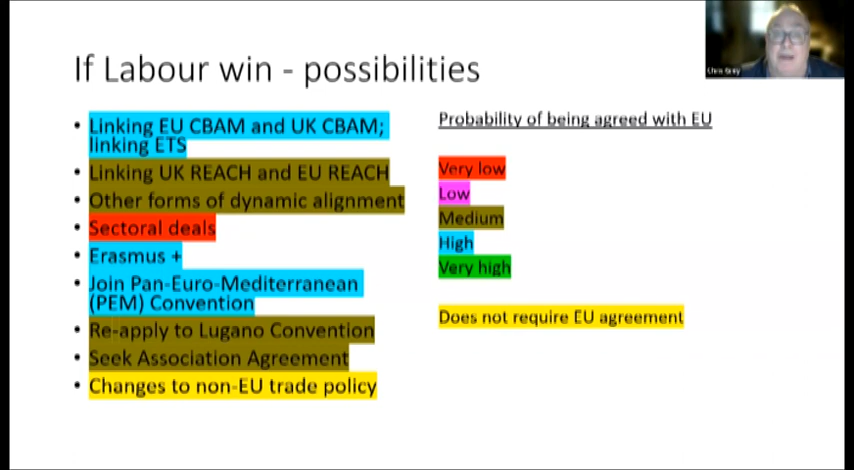 If Labour win - possibilities
Linking EU CBAM and UK CBAM;
linking ETS
Linking UK REACH and EU REACH
Other forms of dynamic alignment
Sectoral deals
Erasmus +
Join Pan-Euro-Mediterranean
(PEM) Convention
Re-apply to Lugano Convention
Seek Association Agreement
Changes to non-EU trade policy
Probability of being agreed with EU
Very low
Low
Medium
High
Very high
Does not require EU agreement
Chris Grey